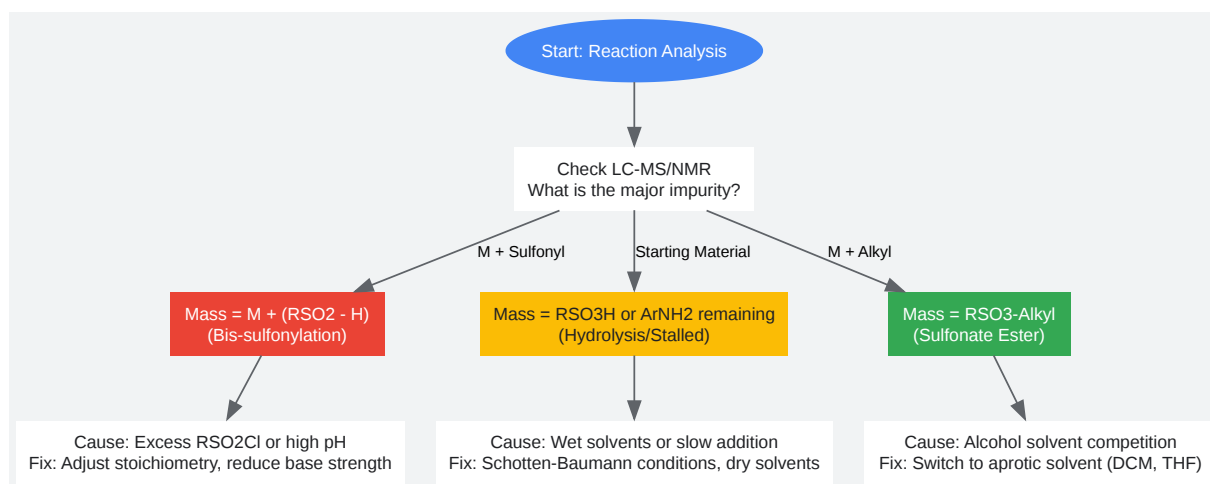 Start: Reaction Analysis
Check LC-MS/NMR
What is the major impurity?
M + Sulfonyl
Starting Material
M + Alkyl
Mass = M + (RSO2 - H)
(Bis-sulfonylation)
Mass = RSO3H or ArNH2 remaining
(Hydrolysis/Stalled)
Mass = RSO3-Alkyl
(Sulfonate Ester)
Cause: Excess RSO2Cl or high pH
Fix: Adjust stoichiometry, reduce base strength
Cause: Wet solvents or slow addition
Fix: Schotten-Baumann conditions, dry solvents
Cause: Alcohol solvent competition
Fix: Switch to aprotic solvent (DCM, THF)